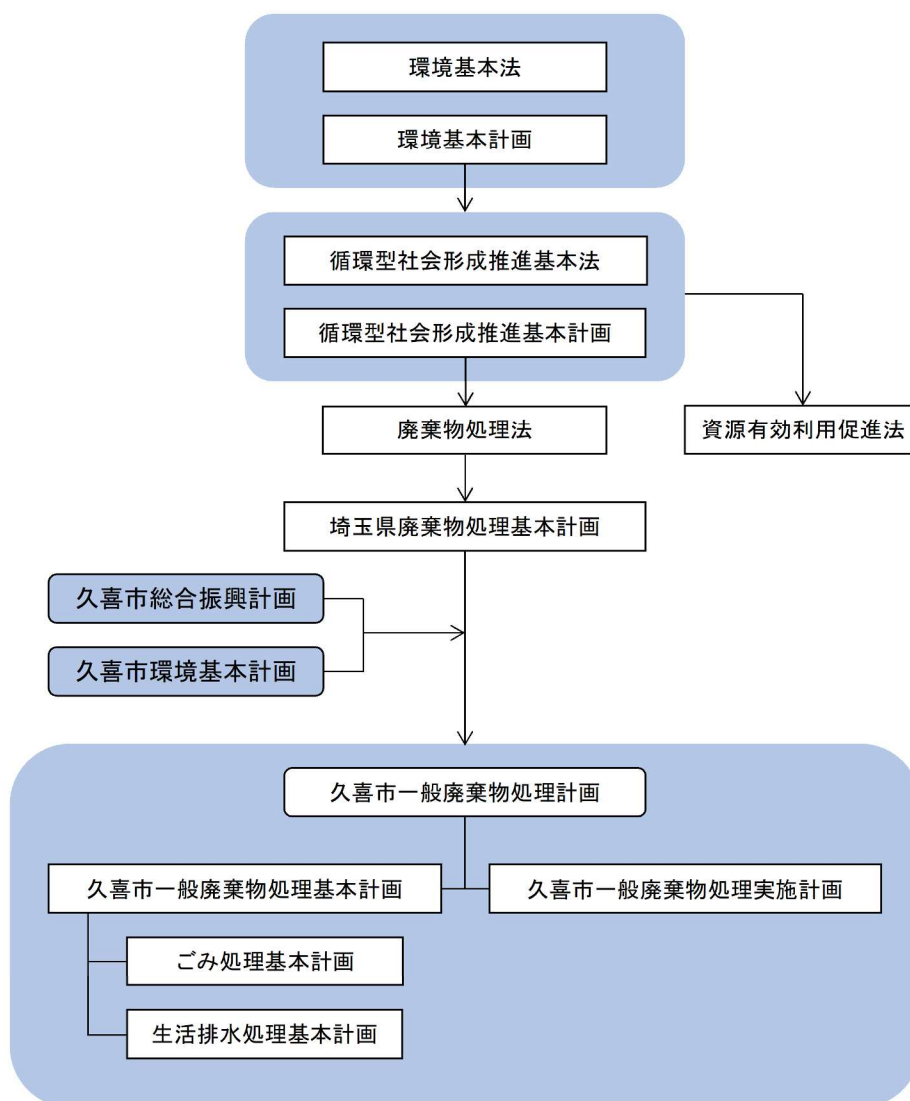 環境基本法
環境基本計画
循環型社会形成推進基本法
循環型社会形成推進基本計画
廃棄物処理法
資源有効利用促進法
埼玉県廃棄物処理基本計画
久喜市総合振興計画
久喜市環境基本計画
久喜市一般廃棄物処理計画
久喜市一般廃棄物処理基本計画
久喜市一般廃棄物処理実施計画
ごみ処理基本計画
生活排水処理基本計画